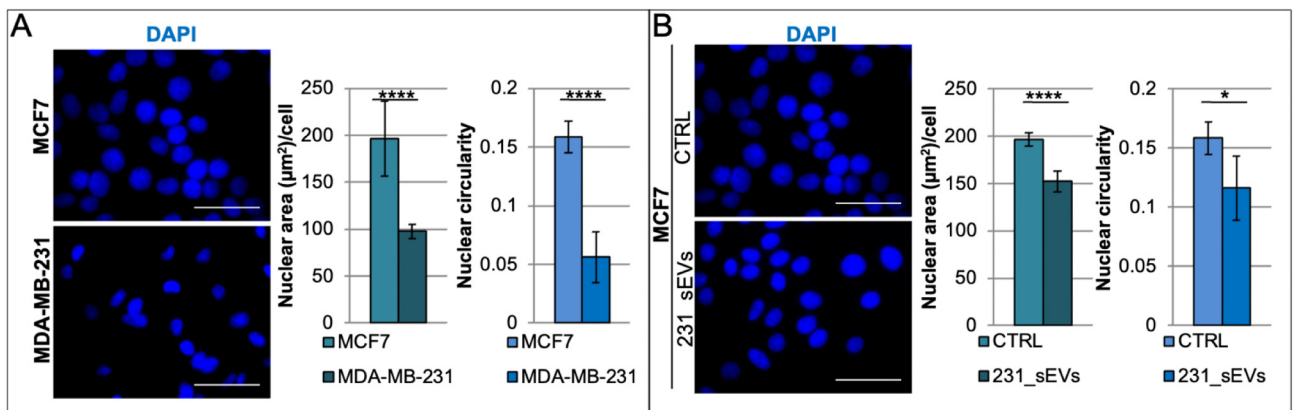 A
DAPI
MCF7
MDA-MB-231
Nuclear area (µm²)/cell
250
200
150
100
50
0
****
MCF7
MDA-MB-231
Nuclear circularity
0.2
0.15
0.1
0.05
0
****
MCF7
MDA-MB-231
B
DAPI
MCF7
CTRL
231_sEVs
Nuclear area (µm²)/cell
250
200
150
100
50
0
****
CTRL
231_sEVs
Nuclear circularity
0.2
0.15
0.1
0.05
0
*
CTRL
231_sEVs